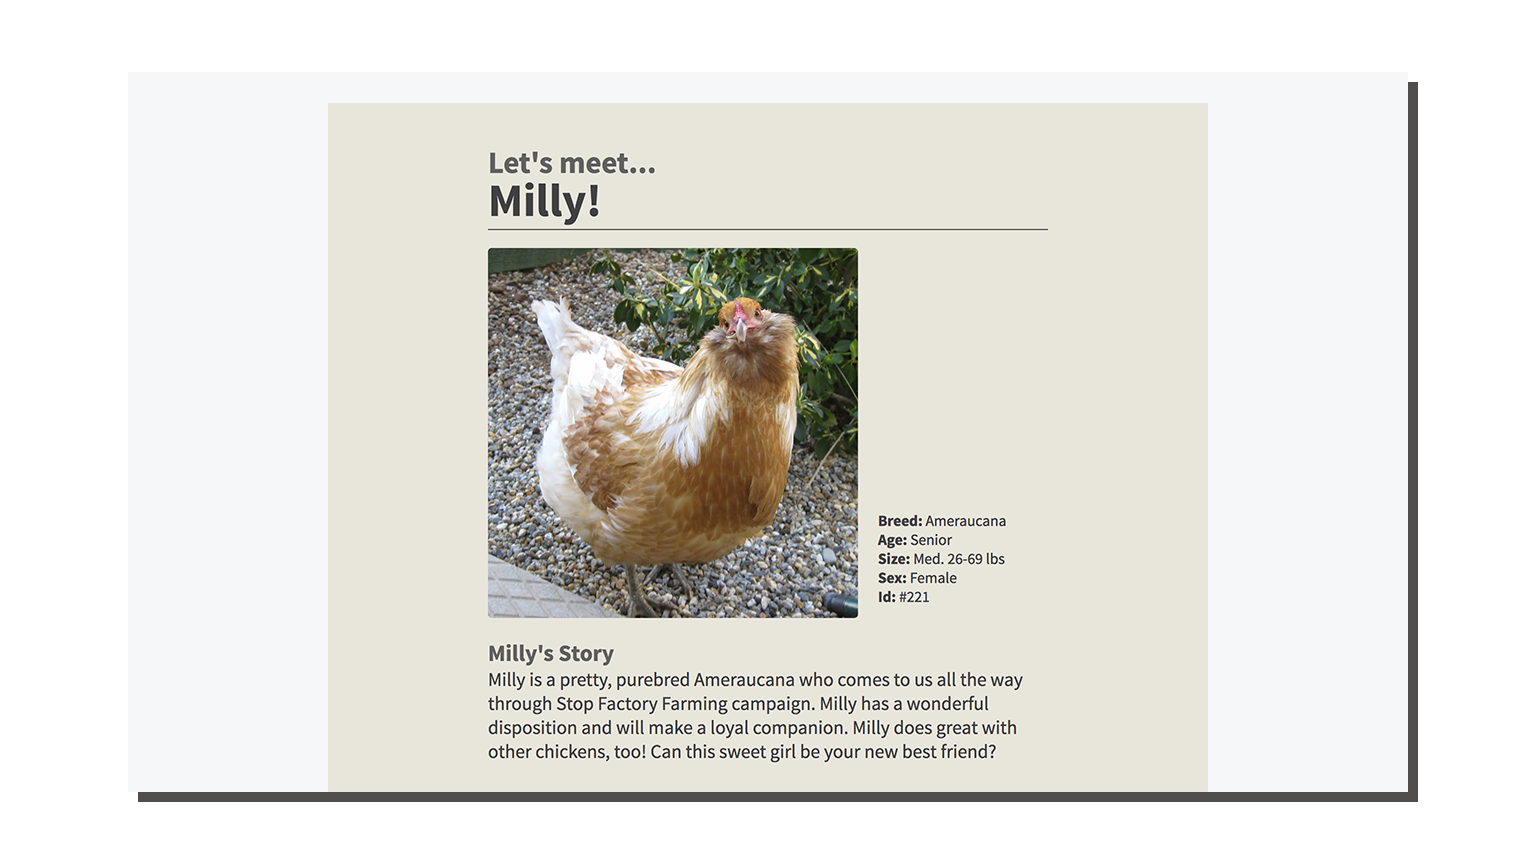 Let's meet...
Milly!
Breed: Ameraucana
Age: Senior
Size: Med. 26-69 lbs
Sex: Female
Id: #221
Milly's Story
Milly is a pretty, purebred Ameraucana who comes to us all the way
through Stop Factory Farming campaign. Milly has a wonderful
disposition and will make a loyal companion. Milly does great with
other chickens, too! Can this sweet girl be your new best friend?